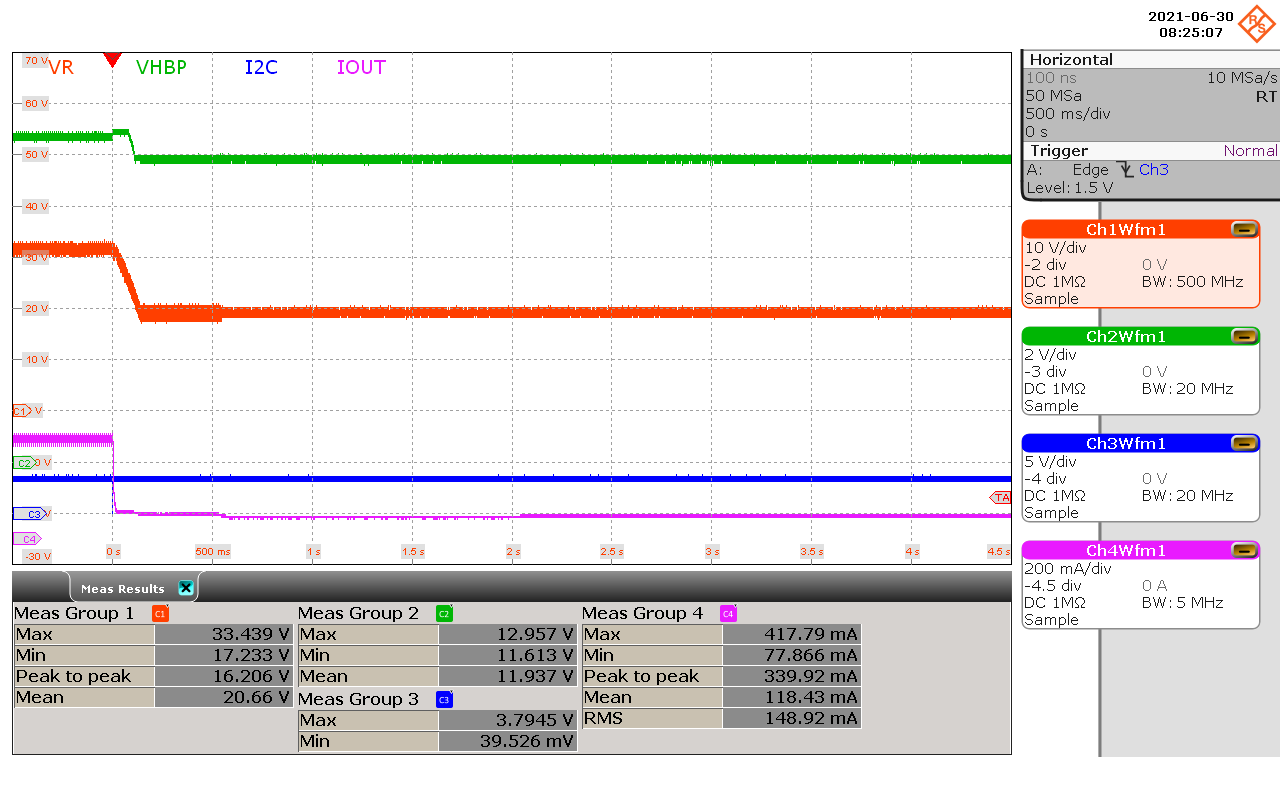 2021-06-30
08:25:07
R&S
VR
VHBP
I2C
IOUT
70 V
60 V
50 V
40 V
30 V
20 V
10 V
C1 V
C2 0 V
C3 V
C4
-30 V
TA
0 s
500 ms
1 s
1.5 s
2 s
2.5 s
3 s
3.5 s
4 s
4.5 s
Horizontal
100 ns 10 MSa/s
50 MSa RT
500 ms/div
0 s
Trigger Normal
A: Edge Ch3
Level: 1.5 V
Ch1Wfm1
10 V/div
-2 div 0 V
DC 1MΩ BW: 500 MHz
Sample
Ch2Wfm1
2 V/div
-3 div 0 V
DC 1MΩ BW: 20 MHz
Sample
Ch3Wfm1
5 V/div
-4 div 0 V
DC 1MΩ BW: 20 MHz
Sample
Ch4Wfm1
200 mA/div
-4.5 div 0 A
DC 1MΩ BW: 5 MHz
Sample
Meas Results
Meas Group 1 C1
Max 33.439 V
Min 17.233 V
Peak to peak 16.206 V
Mean 20.66 V
Meas Group 2 C2
Max 12.957 V
Min 11.613 V
Mean 11.937 V
Meas Group 3 C3
Max 3.7945 V
Min 39.526 mV
Meas Group 4 C4
Max 417.79 mA
Min 77.866 mA
Peak to peak 339.92 mA
Mean 118.43 mA
RMS 148.92 mA